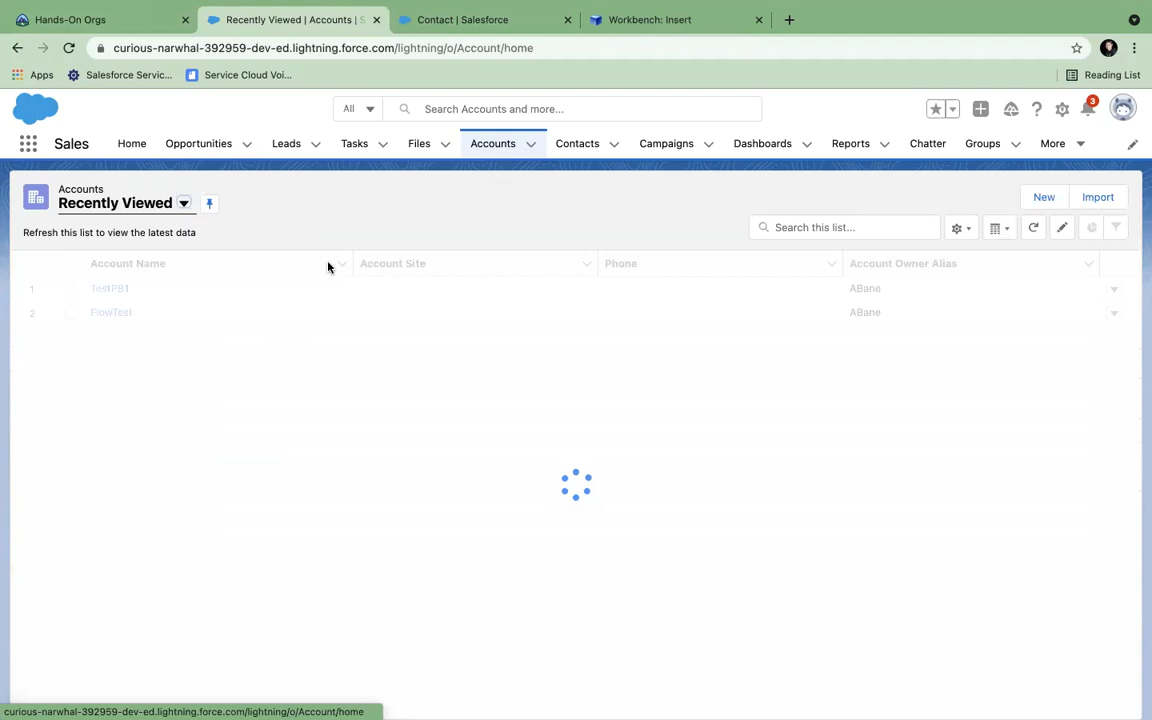 Hands-On Orgs
Recently Viewed | Accounts | S
Contact | Salesforce
Workbench: Insert
curious-narwhal-392959-dev-ed.lightning.force.com/lightning/o/Account/home
Apps
Salesforce Servic...
Service Cloud Voi...
Reading List
All
Search Accounts and more...
3
Sales
Home
Opportunities
Leads
Tasks
Files
Accounts
Contacts
Campaigns
Dashboards
Reports
Chatter
Groups
More
Accounts
Recently Viewed
New
Import
Refresh this list to view the latest data
Search this list...
Account Name
Account Site
Phone
Account Owner Alias
1
TestPB1
ABane
2
FlowTest
ABane
curious-narwhal-392959-dev-ed.lightning.force.com/lightning/o/Account/home